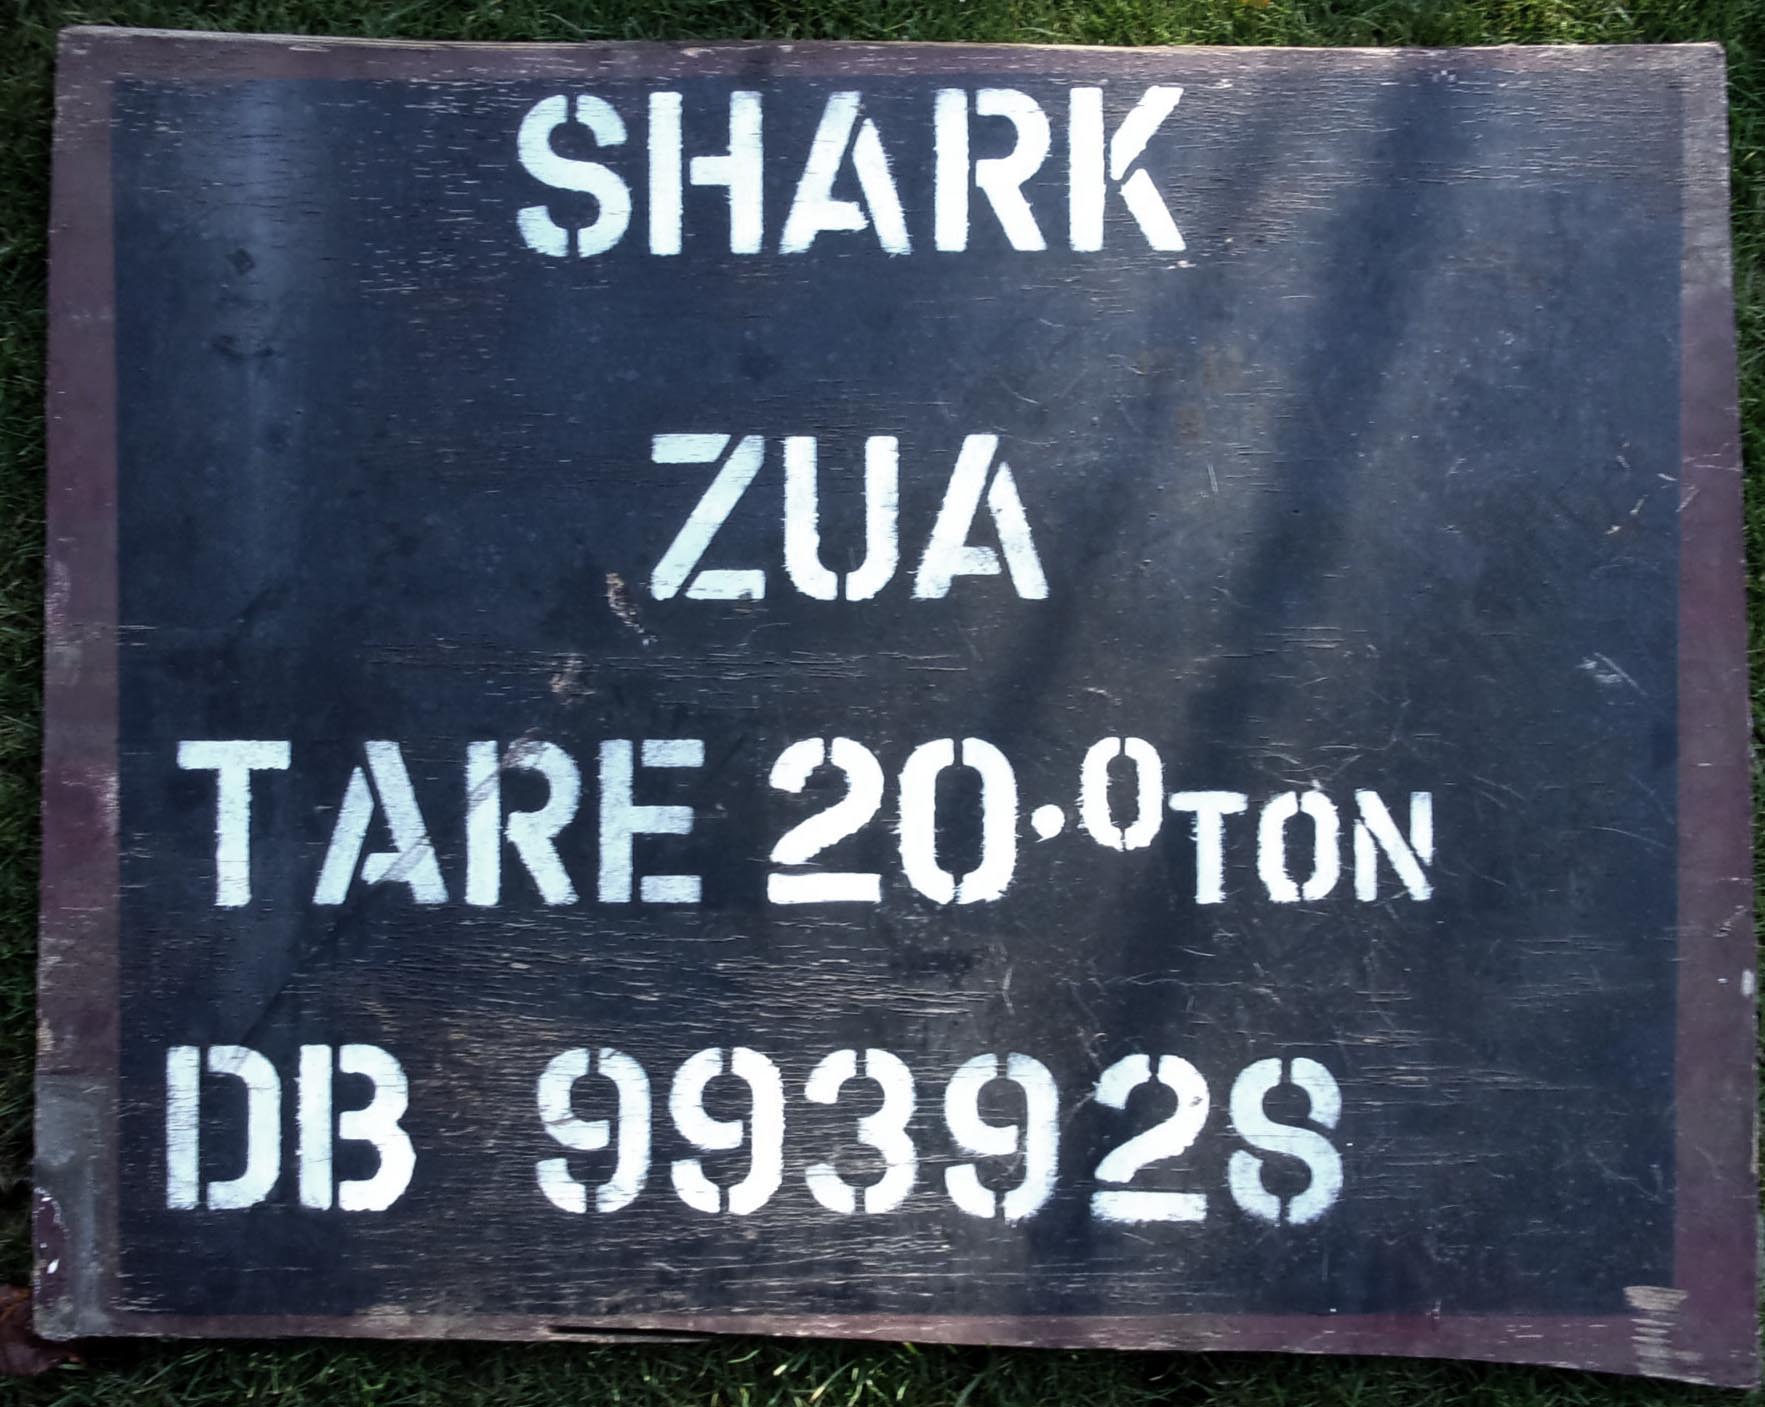 SHARK
ZUA
TARE 20.0 TON
DB 993928